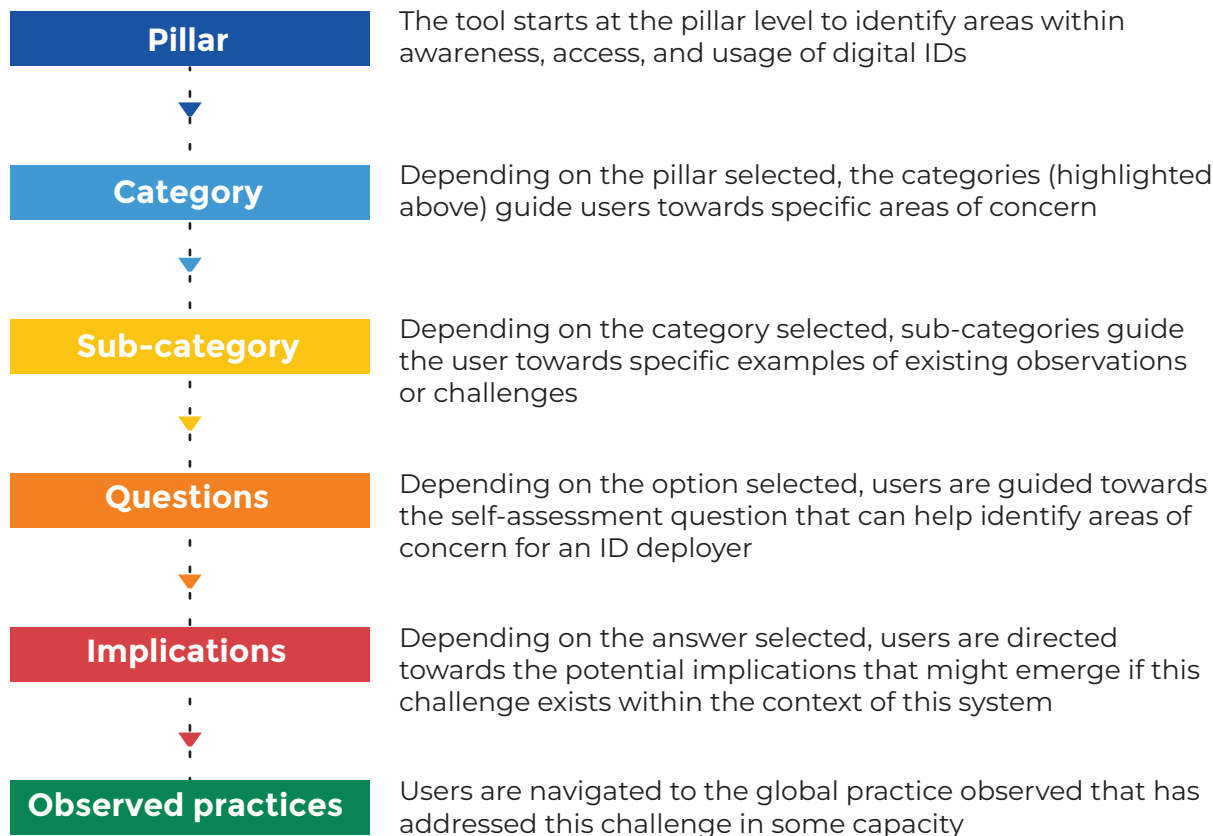 Pillar
The tool starts at the pillar level to identify areas within
awareness, access, and usage of digital IDs
Category
Depending on the pillar selected, the categories (highlighted
above) guide users towards specific areas of concern
Sub-category
Depending on the category selected, sub-categories guide
the user towards specific examples of existing observations
or challenges
Questions
Depending on the option selected, users are guided towards
the self-assessment question that can help identify areas of
concern for an ID deployer
Implications
Depending on the answer selected, users are directed
towards the potential implications that might emerge if this
challenge exists within the context of this system
Observed practices
Users are navigated to the global practice observed that has
addressed this challenge in some capacity